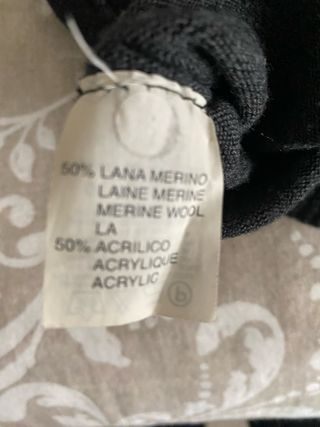 50% LANA MERINO
LAINE MERINE
MERINE WOOL
LA
50% ACRILICO
ACRYLIQUE
ACRYLIC